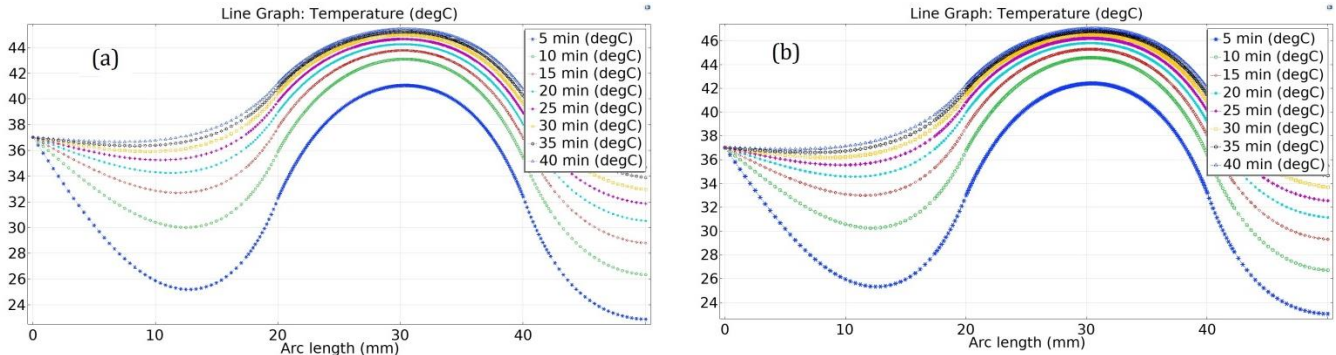 Line Graph: Temperature (degC)
(a)
44
42
40
38
36
34
32
30
28
26
24
0
10
20
30
40
Arc length (mm)
5 min (degC)
10 min (degC)
15 min (degC)
20 min (degC)
25 min (degC)
30 min (degC)
35 min (degC)
40 min (degC)
Line Graph: Temperature (degC)
(b)
46
44
42
40
38
36
34
32
30
28
26
24
0
10
20
30
40
Arc length (mm)
5 min (degC)
10 min (degC)
15 min (degC)
20 min (degC)
25 min (degC)
30 min (degC)
35 min (degC)
40 min (degC)